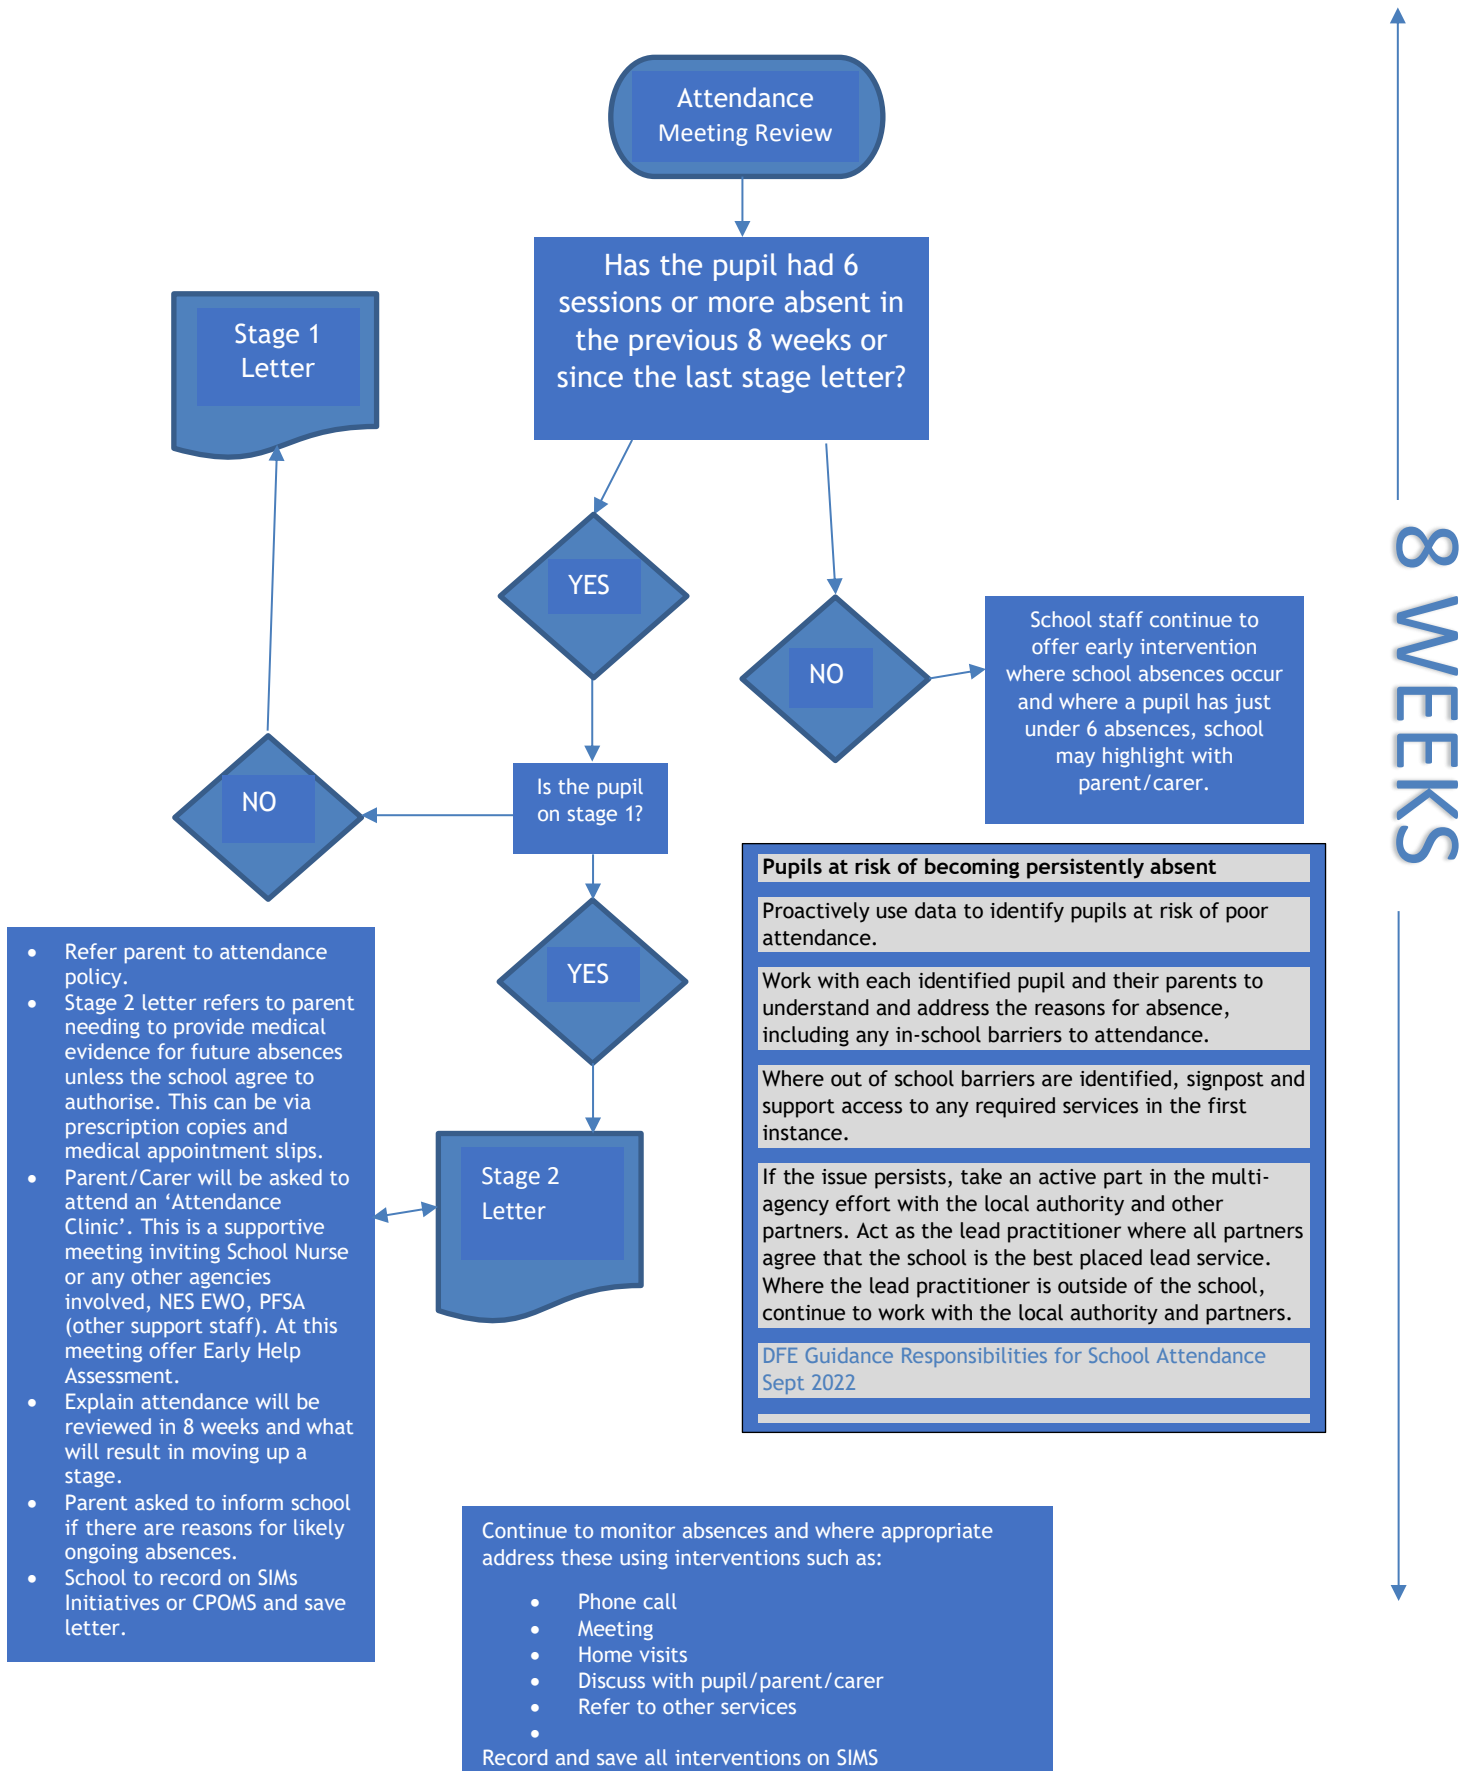 Attendance
Meeting Review
Has the pupil had 6
sessions or more absent in
the previous 8 weeks or
since the last stage letter?
Stage 1
Letter
YES
NO
School staff continue to
offer early intervention
where school absences occur
and where a pupil has just
under 6 absences, school
may highlight with
parent/carer.
Is the pupil
on stage 1?
NO
YES
Stage 2
Letter
• Refer parent to attendance
policy.
• Stage 2 letter refers to parent
needing to provide medical
evidence for future absences
unless the school agree to
authorise. This can be via
prescription copies and
medical appointment slips.
• Parent/Carer will be asked to
attend an ‘Attendance
Clinic’. This is a supportive
meeting inviting School Nurse
or any other agencies
involved, NES EWO, PFSA
(other support staff). At this
meeting offer Early Help
Assessment.
• Explain attendance will be
reviewed in 8 weeks and what
will result in moving up a
stage.
• Parent asked to inform school
if there are reasons for likely
ongoing absences.
• School to record on SIMs
Initiatives or CPOMS and save
letter.
Pupils at risk of becoming persistently absent
Proactively use data to identify pupils at risk of poor
attendance.
Work with each identified pupil and their parents to
understand and address the reasons for absence,
including any in-school barriers to attendance.
Where out of school barriers are identified, signpost and
support access to any required services in the first
instance.
If the issue persists, take an active part in the multi-
agency effort with the local authority and other
partners. Act as the lead practitioner where all partners
agree that the school is the best placed lead service.
Where the lead practitioner is outside of the school,
continue to work with the local authority and partners.
DFE Guidance Responsibilities for School Attendance
Sept 2022
Continue to monitor absences and where appropriate
address these using interventions such as:
• Phone call
• Meeting
• Home visits
• Discuss with pupil/parent/carer
• Refer to other services
•
Record and save all interventions on SIMS
8 WEEKS